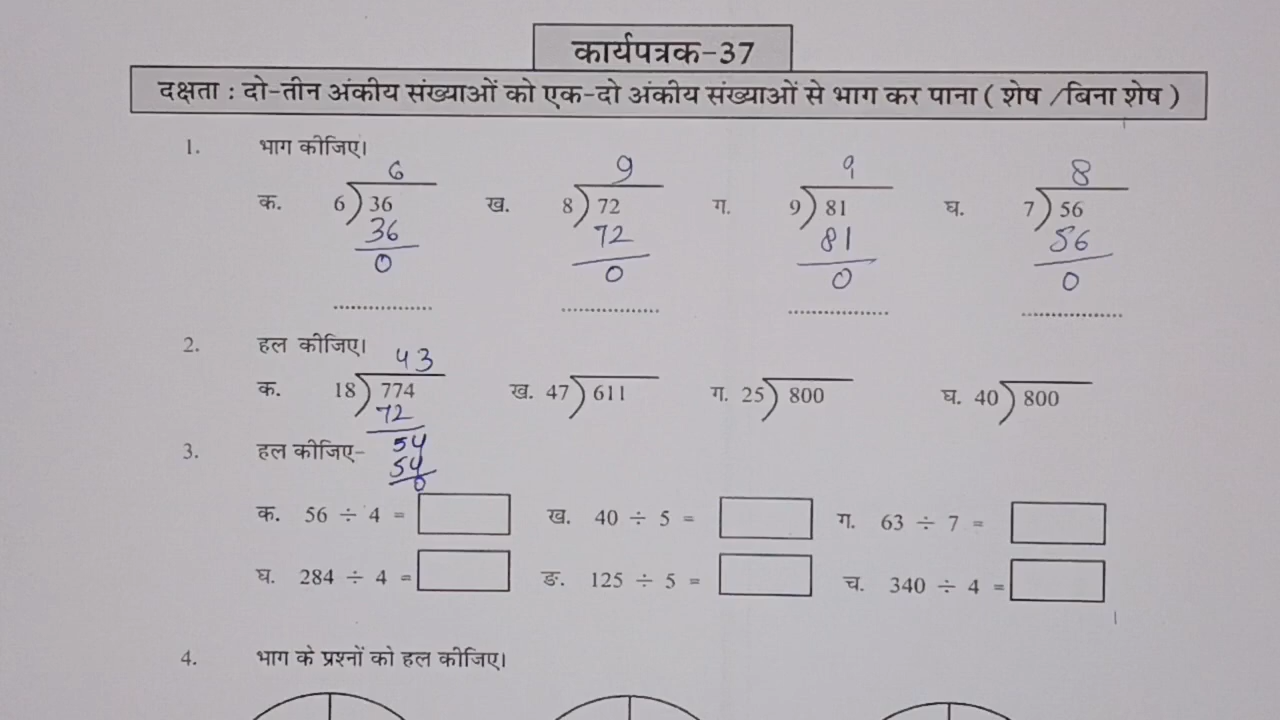 कार्यपत्रक-37
दक्षता : दो-तीन अंकीय संख्याओं को एक-दो अंकीय संख्याओं से भाग कर पाना ( शेष /बिना शेष )
1. भाग कीजिए।
6 9 9 8
क. 6)36 ख. 8)72 ग. 9)81 घ. 7)56
36 72 81 56
0 0 0 0
.................. .................. .................. ..................
2. हल कीजिए।
43
क. 18)774 ख. 47)611 ग. 25)800 घ. 40)800
72
54
3. हल कीजिए-
54
0
क. 56 ÷ 4 = ख. 40 ÷ 5 = ग. 63 ÷ 7 =
घ. 284 ÷ 4 = ङ. 125 ÷ 5 = च. 340 ÷ 4 =
4. भाग के प्रश्नों को हल कीजिए।